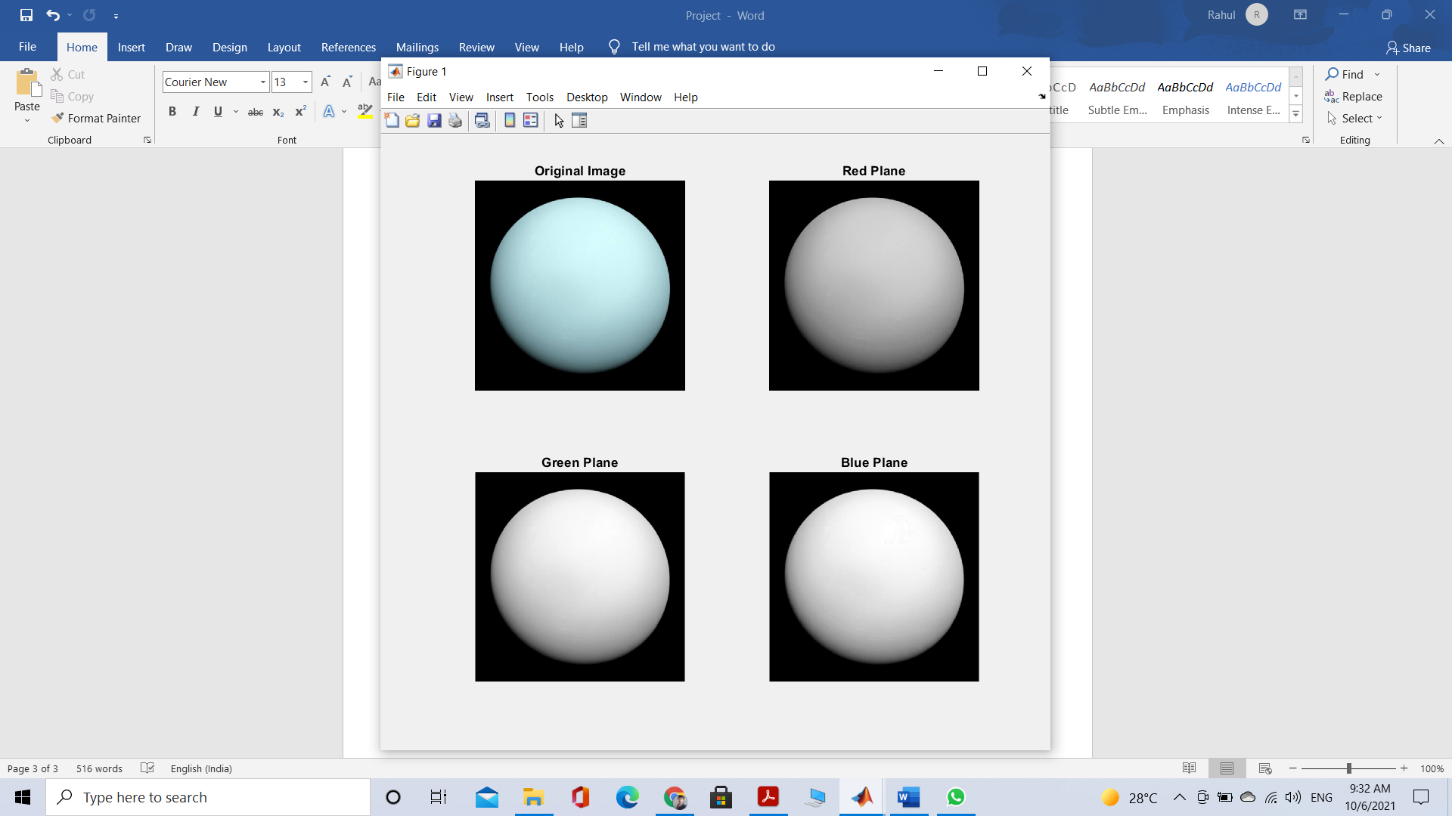 Project - Word
Rahul R
File Home Insert Draw Design Layout References Mailings Review View Help Tell me what you want to do Share
Paste
Cut
Copy
Format Painter
Clipboard
Courier New 13
B I U abc X₂ X² A
Font
AaBbCcDd AaBbCcDd AaBbCcDd
Subtle Em... Emphasis Intense E...
Find
Replace
Select
Editing
Figure 1
File Edit View Insert Tools Desktop Window Help
Original Image Red Plane
Green Plane Blue Plane
Page 3 of 3 516 words English (India) 100%
Type here to search
28°C ENG 9:32 AM
10/6/2021